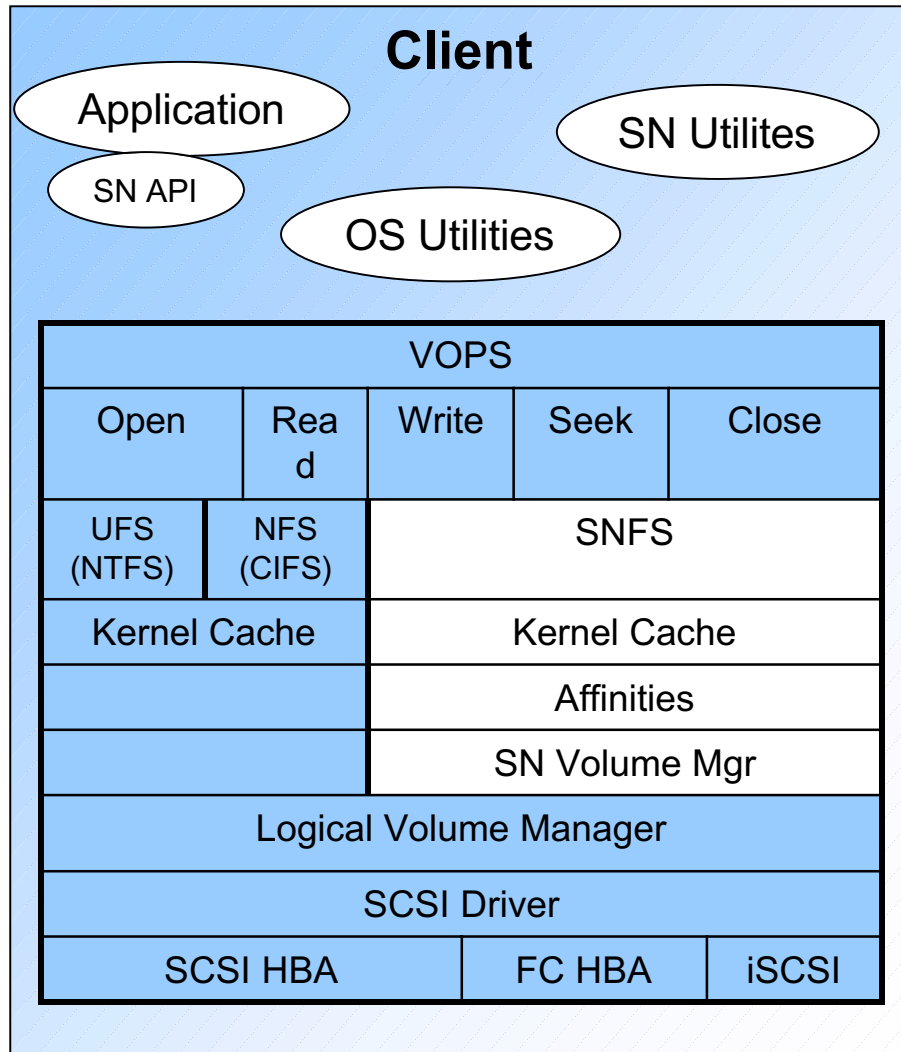 Client
Application
SN Utilites
SN API
OS Utilities
VOPS
Open
Rea
d
Write
Seek
Close
UFS
(NTFS)
NFS
(CIFS)
SNFS
Kernel Cache
Kernel Cache
Affinities
SN Volume Mgr
Logical Volume Manager
SCSI Driver
SCSI HBA
FC HBA
iSCSI